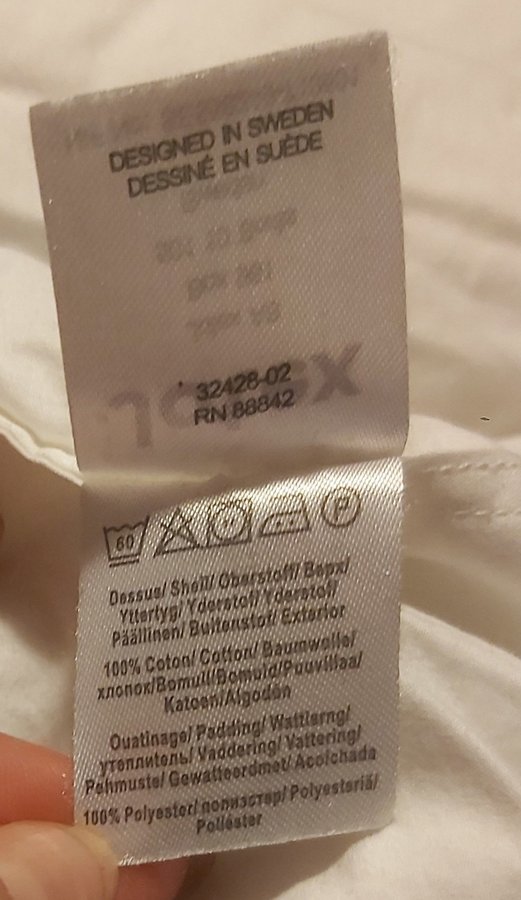 DESIGNED IN SWEDEN
DESSINÉ EN SUÈDE
32428-02
RN 88842
60 P
Dessus/ Shell/ Oberstoff/ Верх/
Yttertyg/ Yderstof/ Yderstoff/
Päällinen/ Buitenstof/ Exterior
100% Coton/ Cotton/ Baumwolle/
хлопок/Bomull/Bomuld/Puuvillaa/
Katoen/Algodón
Ouatinage/ Padding/ Wattierng/
утеплитель/ Vaddering/ Vattering/
Pehmuste/ Gewatteerdmet/ Acolchada
100% Polyester/ полиэстер/ Polyesteriä/
Poliéster